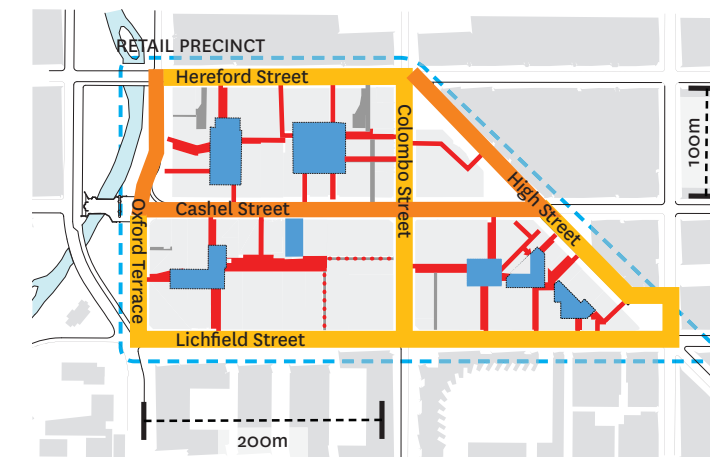 RETAIL PRECINCT
Hereford Street
Colombo Street
100m
High Street
Oxford Terrace
Cashel Street
Lichfield Street
200m